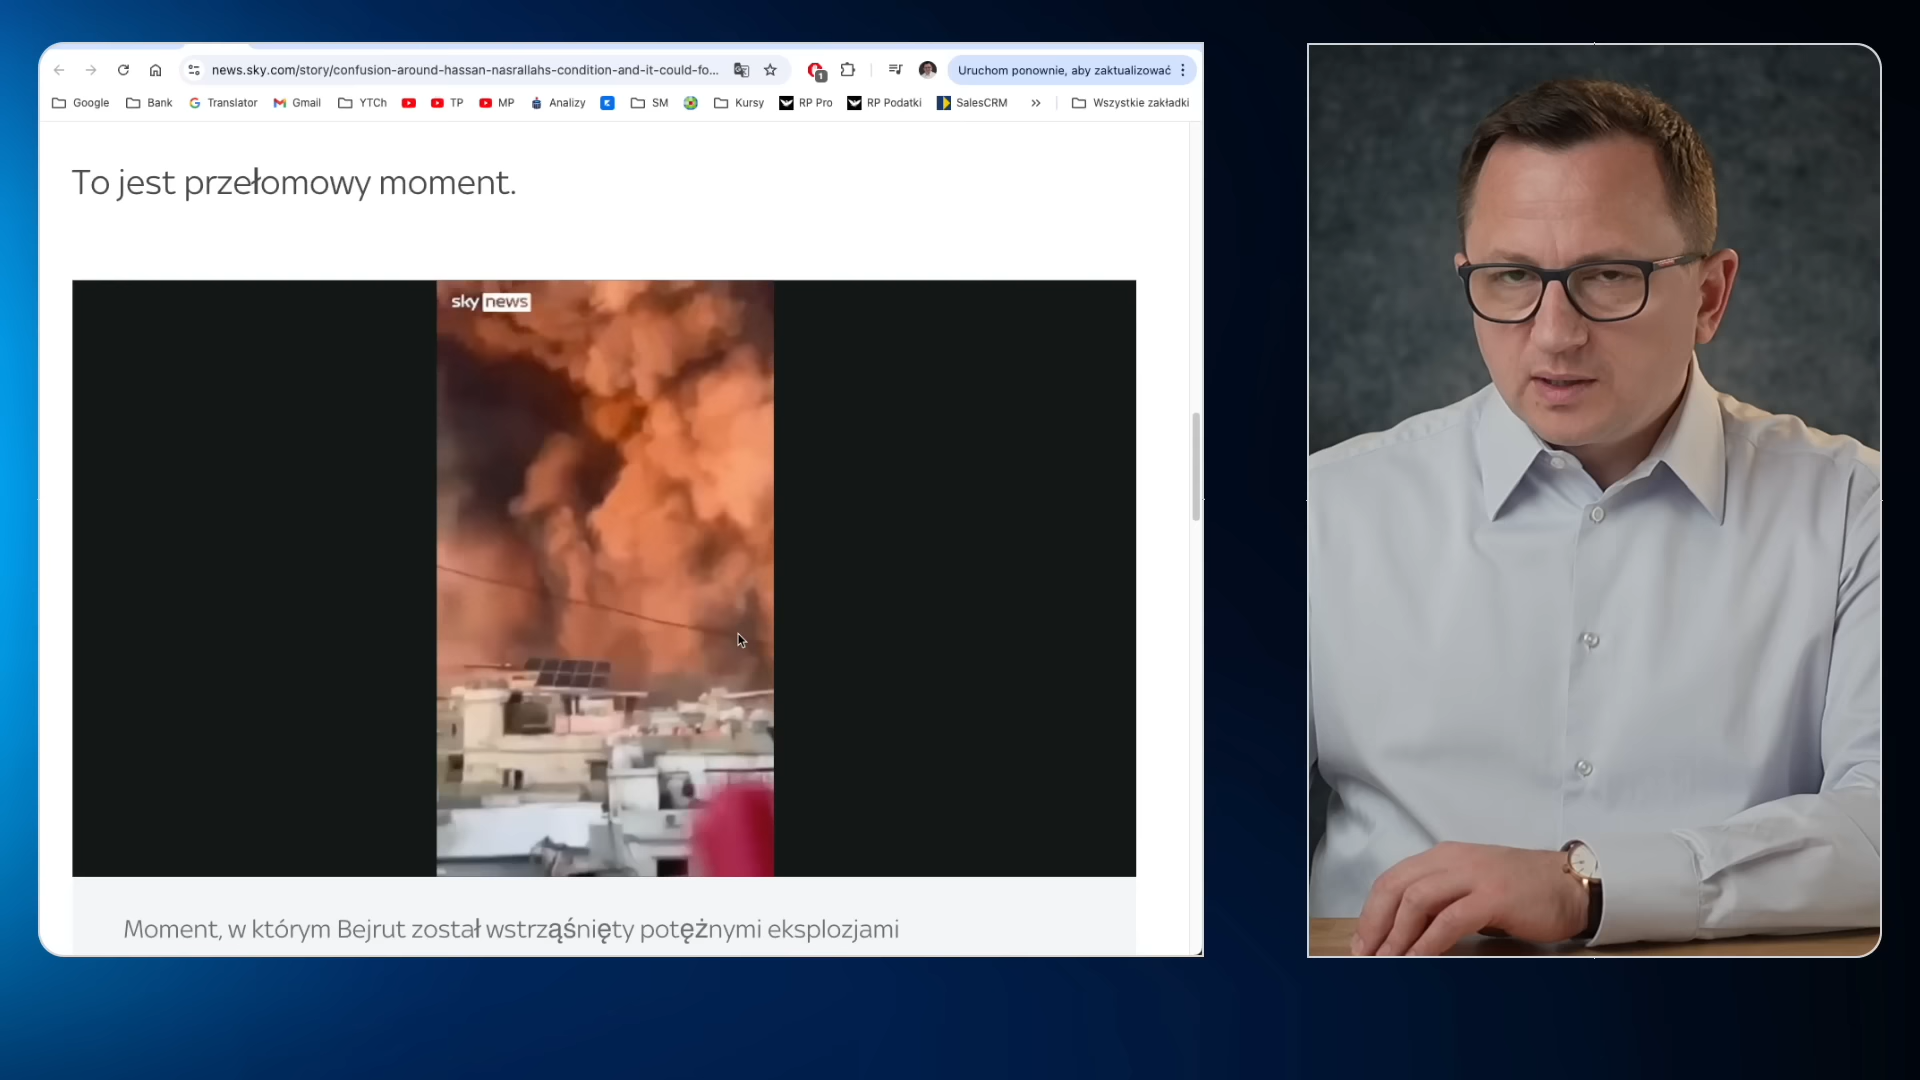 news.sky.com/story/confusion-around-hassan-nasrallahs-condition-and-it-could-fo...
1
Uruchom ponownie, aby zaktualizować
Google Bank Translator Gmail YTCh TP MP Analizy SM Kursy RP Pro RP Podatki SalesCRM » Wszystkie zakładki
To jest przełomowy moment.
sky news
Moment, w którym Bejrut został wstrząśnięty potężnymi eksplozjami